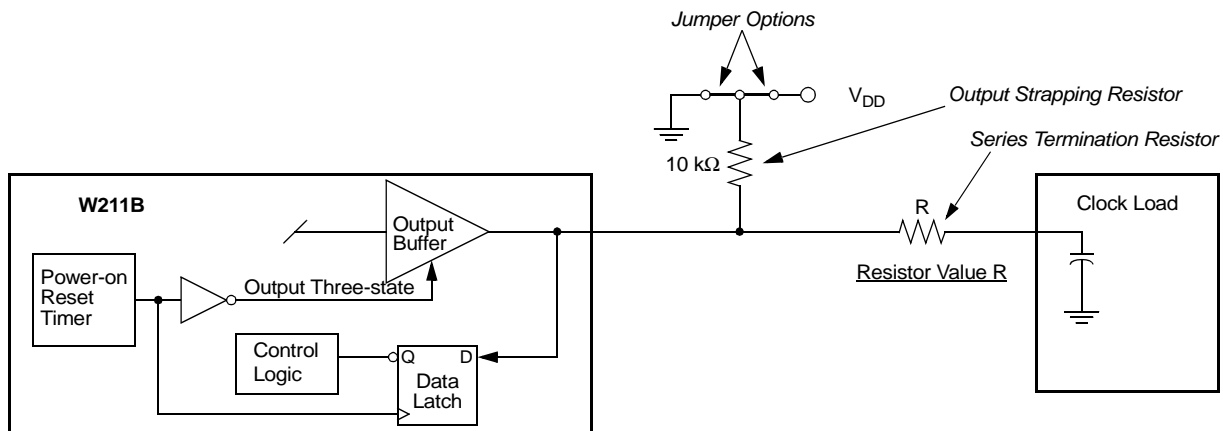 Jumper Options
V_DD
Output Strapping Resistor
10 kΩ
Series Termination Resistor
W211B
Output
Buffer
R
Clock Load
Resistor Value R
Power-on
Reset
Timer
Output Three-state
Control
Logic
Q
D
Data
Latch